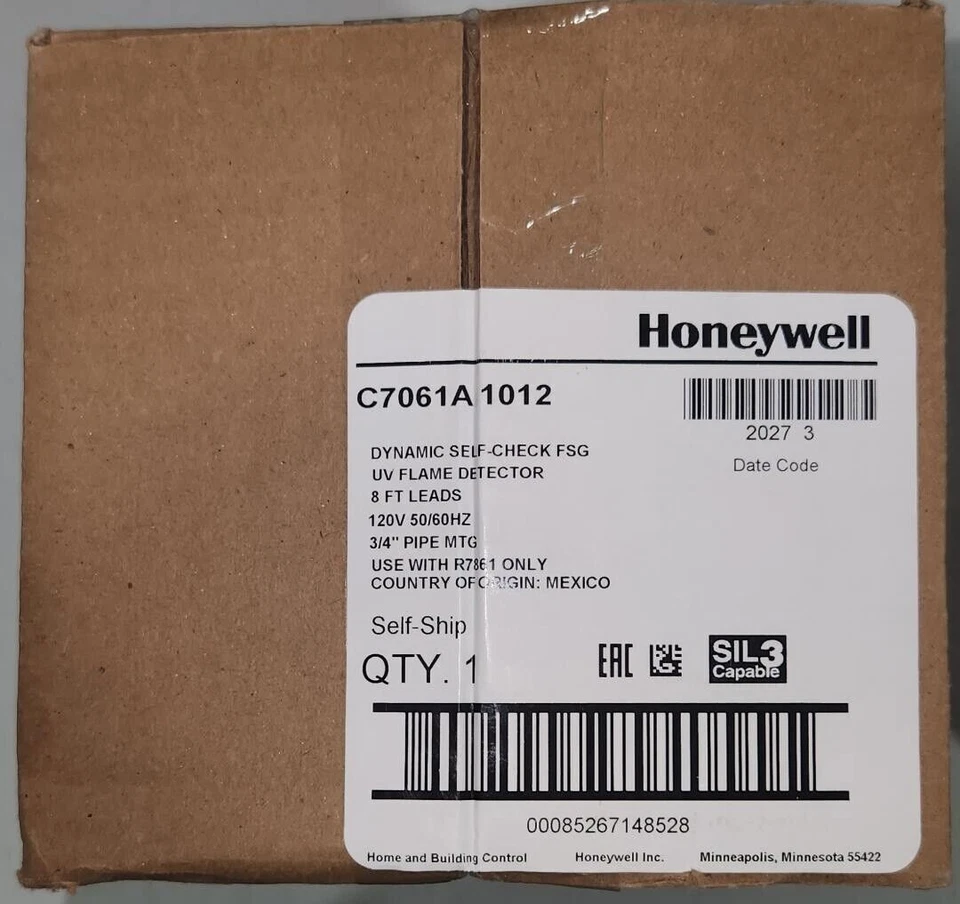 Honeywell
C7061A 1012
2027 3
Date Code
DYNAMIC SELF-CHECK FSG
UV FLAME DETECTOR
8 FT LEADS
120V 50/60HZ
3/4" PIPE MTG
USE WITH R7861 ONLY
COUNTRY OF ORIGIN: MEXICO
Self-Ship
QTY. 1
EAC
SIL3
Capable
00085267148528
Home and Building Control Honeywell Inc. Minneapolis, Minnesota 55422